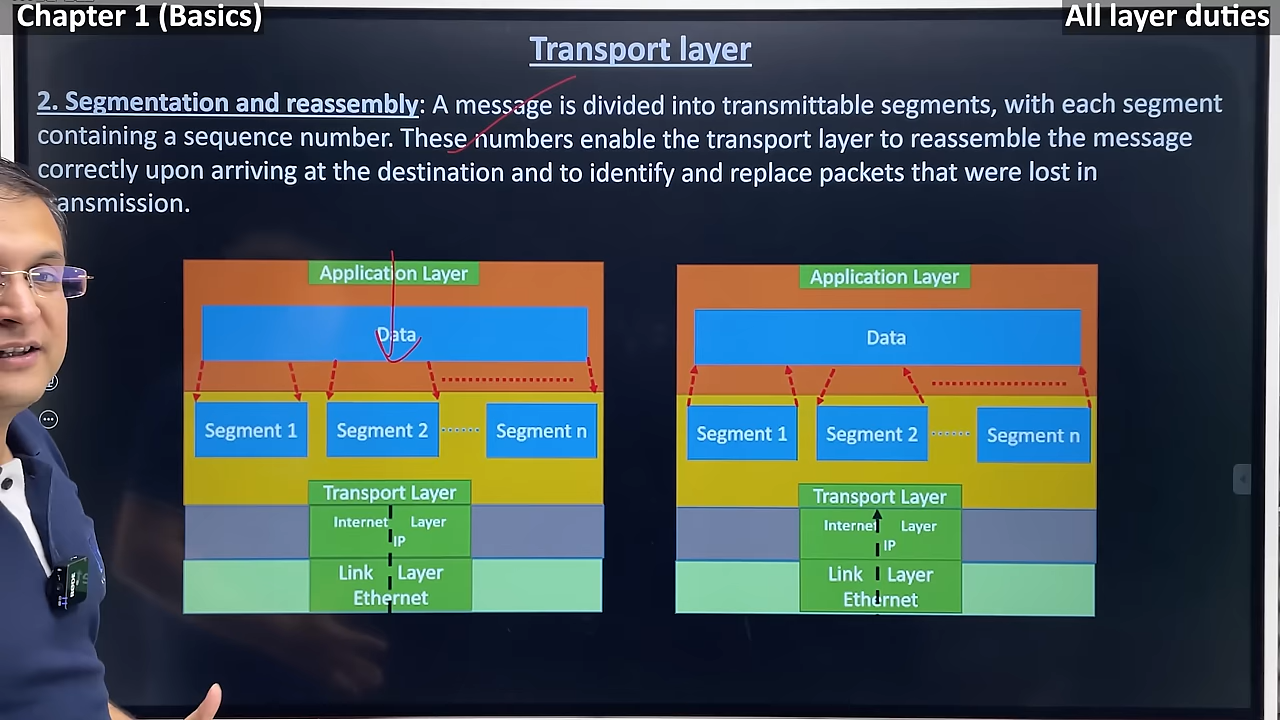 Chapter 1 (Basics)
All layer duties
Transport layer
2. Segmentation and reassembly: A message is divided into transmittable segments, with each segment
containing a sequence number. These numbers enable the transport layer to reassemble the message
correctly upon arriving at the destination and to identify and replace packets that were lost in
ansmission.
Application Layer
Data
Segment 1
Segment 2
Segment n
Transport Layer
Internet Layer
IP
Link Layer
Ethernet
Application Layer
Data
Segment 1
Segment 2
Segment n
Transport Layer
Internet Layer
IP
Link Layer
Ethernet